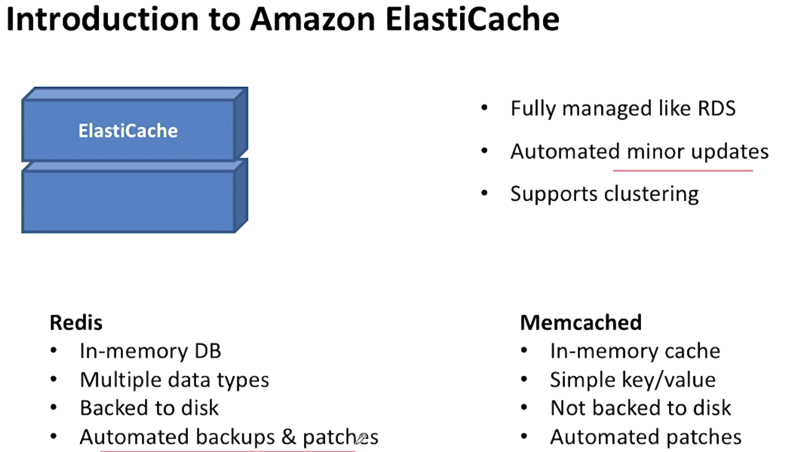 Introduction to Amazon ElastiCache
ElastiCache
• Fully managed like RDS
• Automated minor updates
• Supports clustering
Redis
• In-memory DB
• Multiple data types
• Backed to disk
• Automated backups & patches
Memcached
• In-memory cache
• Simple key/value
• Not backed to disk
• Automated patches